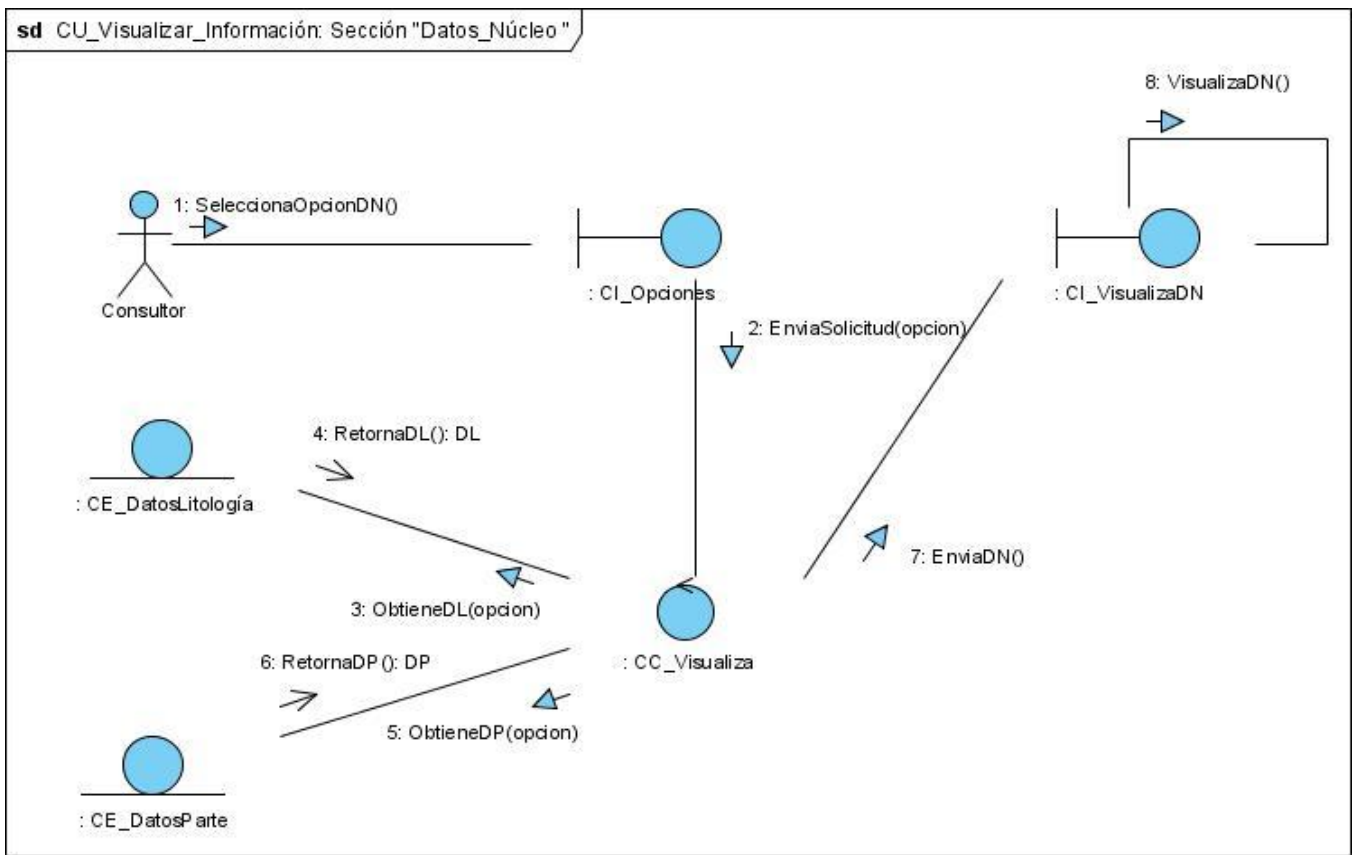 sd CU_Visualizar_Información: Sección "Datos_Núcleo"
8: VisualizaDN()
1: SeleccionaOpcionDN()
Consultor
: CI_Opciones
: CI_VisualizaDN
2: EnviaSolicitud(opcion)
4: RetornaDL(): DL
: CE_DatosLitología
7: EnviaDN()
3: ObtieneDL(opcion)
6: RetornaDP(): DP
: CC_Visualiza
5: ObtieneDP(opcion)
: CE_DatosParte